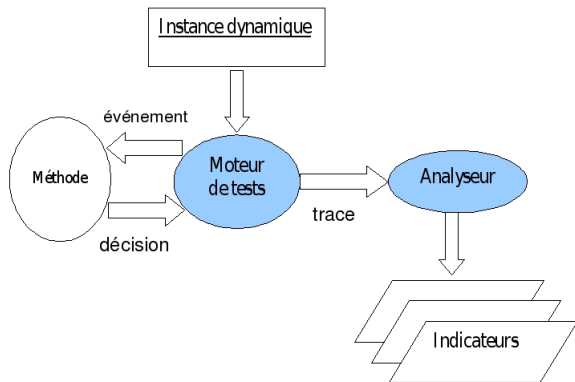 Instance dynamique
événement
Méthode
Moteur
de tests
Analyseur
trace
décision
Indicateurs